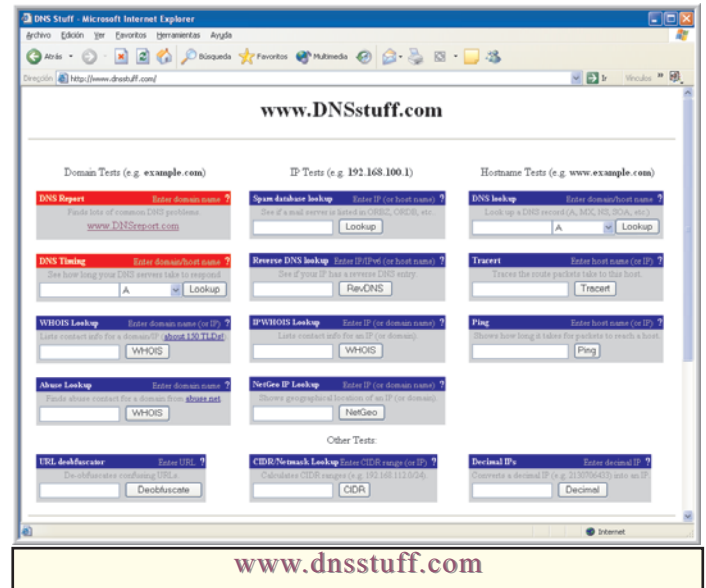 DNS Stuff - Microsoft Internet Explorer
Archivo Edición Ver Favoritos Herramientas Ayuda
Atrás Búsqueda Favoritos Multimedia
Dirección http://www.dnsstuff.com/ Ir Vínculos »
www.DNSstuff.com
Domain Tests (e.g. example.com)
IP Tests (e.g. 192.168.100.1)
Hostname Tests (e.g. www.example.com)
DNS Report Enter domain name ?
Finds lots of common DNS problems.
www.DNSreport.com
Spam database lookup Enter IP (or host name) ?
See if a mail server is listed in ORBZ, ORDB, etc.
Lookup
DNS lookup Enter domain/host name ?
Look up a DNS record (A, MX, NS, SOA, etc.)
A Lookup
DNS Timing Enter domain/host name ?
See how long your DNS servers take to respond.
A Lookup
Reverse DNS lookup Enter IP/IPv6 (or host name) ?
See if your IP has a reverse DNS entry.
RevDNS
Tracert Enter host name (or IP) ?
Traces the route packets take to this host.
Tracert
WHOIS Lookup Enter domain name (or IP) ?
Lists contact info for a domain/IP (about 150 TLDs!)
WHOIS
IPWHOIS Lookup Enter IP (or domain name) ?
Lists contact info for an IP (or domain).
WHOIS
Ping Enter host name (or IP) ?
Shows how long it takes for packets to reach a host.
Ping
Abuse Lookup Enter domain name ?
Finds abuse contact for a domain from abuse.net.
WHOIS
NetGeo IP Lookup Enter IP (or domain name) ?
Shows geographical location of an IP (or domain).
NetGeo
Other Tests:
URL deobfuscator Enter URL ?
De-obfuscates confusing URLs
Deobfuscate
CIDR/Netmask Lookup Enter CIDR range (or IP) ?
Calculates CIDR ranges (e.g. 192.168.112.0/24).
CIDR
Decimal IPs Enter decimal IP ?
Converts a decimal IP (e.g. 2130706433) into an IP.
Decimal
Internet
www.dnsstuff.com